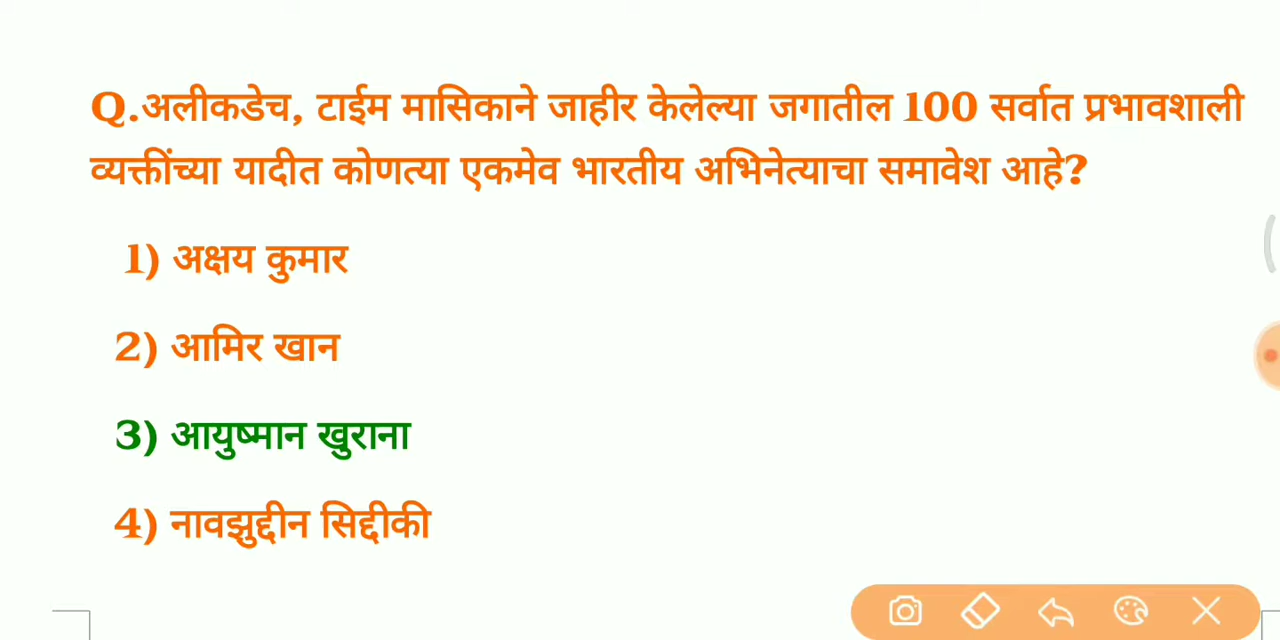 Q.अलीकडेच, टाईम मासिकाने जाहीर केलेल्या जगातील 100 सर्वात प्रभावशाली
व्यक्तींच्या यादीत कोणत्या एकमेव भारतीय अभिनेत्याचा समावेश आहे?
1) अक्षय कुमार
2) आमिर खान
3) आयुष्मान खुराना
4) नावझुद्दीन सिद्दीकी